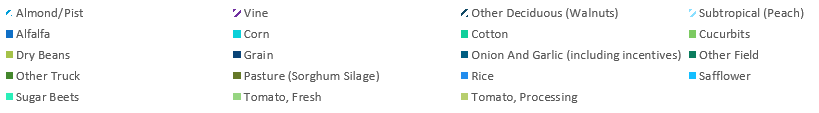 Almond/Pist Vine Other Deciduous (Walnuts) Subtropical (Peach)
Alfalfa Corn Cotton Cucurbits
Dry Beans Grain Onion And Garlic (including incentives) Other Field
Other Truck Pasture (Sorghum Silage) Rice Safflower
Sugar Beets Tomato, Fresh Tomato, Processing